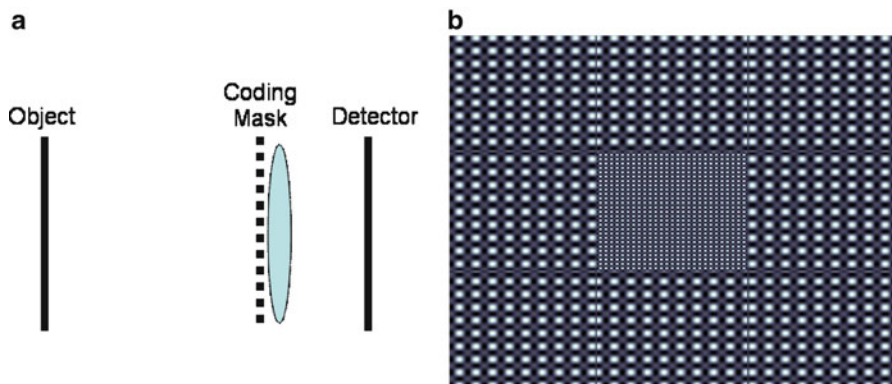 a
b
Object
Coding
Mask
Detector